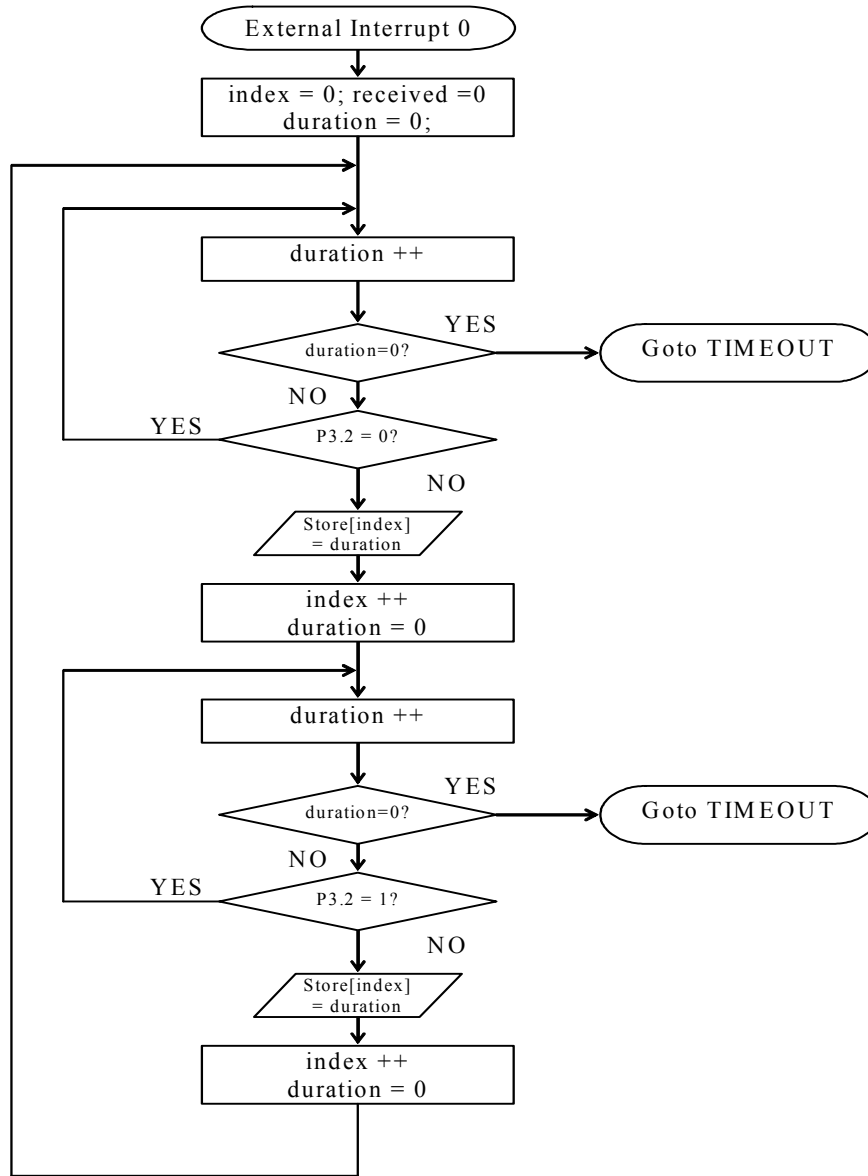 External Interrupt 0
index = 0; received =0
duration = 0;
duration ++
duration=0?
YES
Goto TIMEOUT
NO
P3.2 = 0?
YES
NO
Store[index]
= duration
index ++
duration = 0
duration ++
duration=0?
YES
Goto TIMEOUT
NO
P3.2 = 1?
YES
NO
Store[index]
= duration
index ++
duration = 0